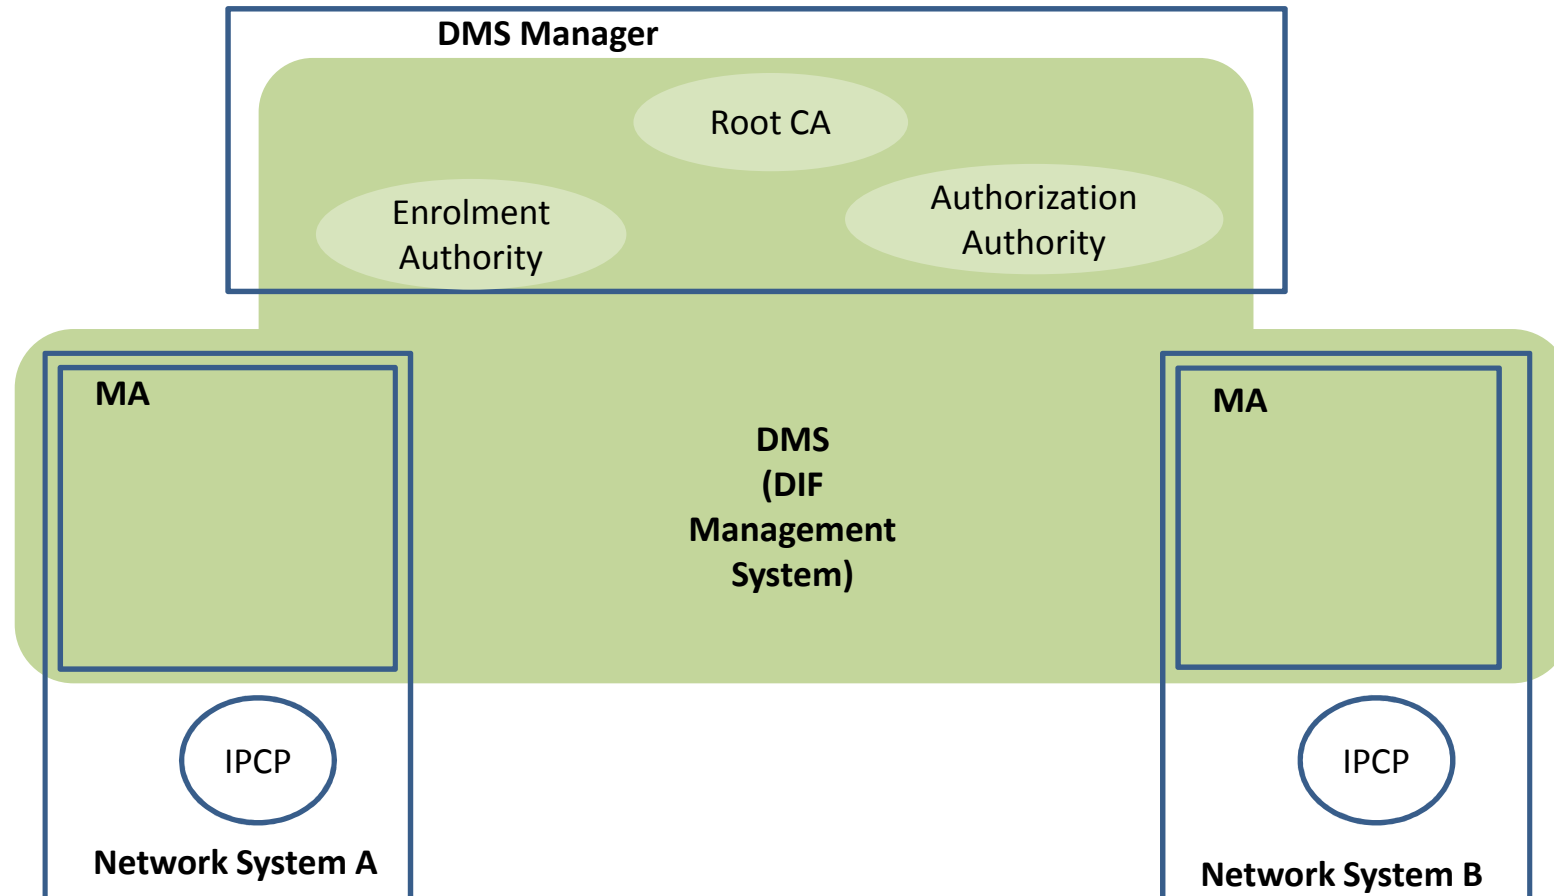 DMS Manager
Root CA
Enrolment
Authority
Authorization
Authority
MA
MA
DMS
(DIF
Management
System)
IPCP
IPCP
Network System A
Network System B